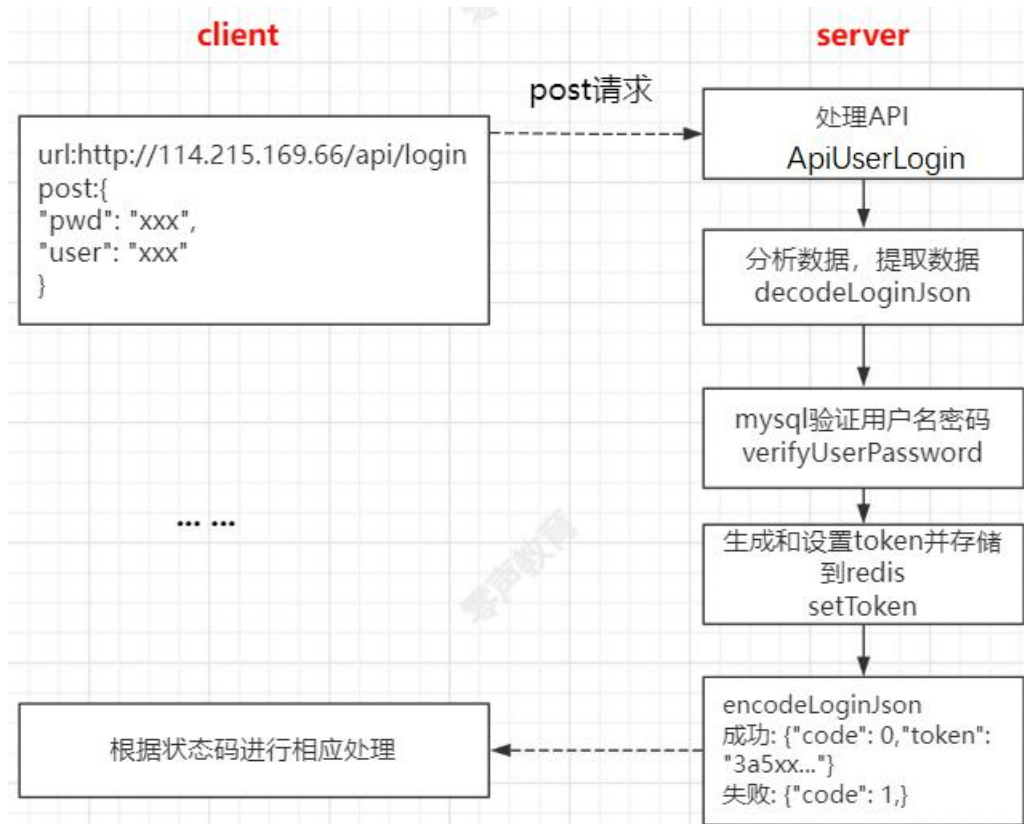 client
server
post请求
url:http://114.215.169.66/api/login
post:{
"pwd": "xxx",
"user": "xxx"
}
处理API
ApiUserLogin
分析数据，提取数据
decodeLoginJson
mysql验证用户名密码
verifyUserPassword
... ...
零声教育
生成和设置token并存储
到redis
setToken
encodeLoginJson
成功: {"code": 0,"token":
"3a5xx..."}
失败: {"code": 1,}
根据状态码进行相应处理